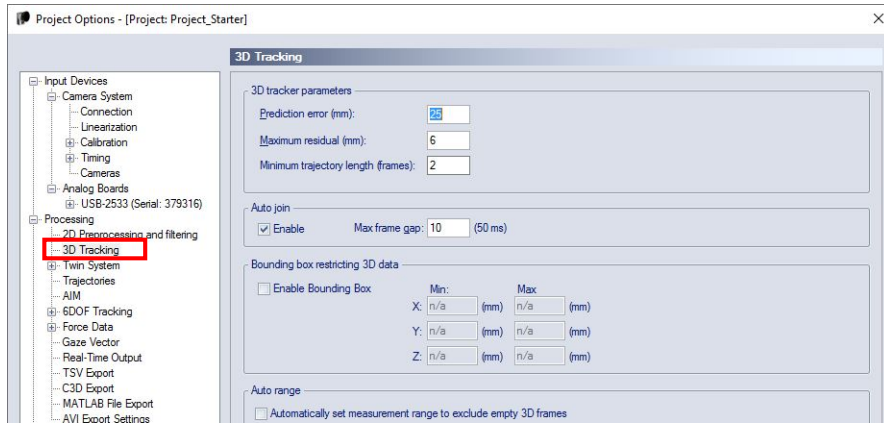 Project Options - [Project: Project_Starter]
3D Tracking
Input Devices
Camera System
Connection
Linearization
Calibration
Timing
Cameras
Analog Boards
USB-2533 (Serial: 379316)
Processing
2D Preprocessing and filtering
3D Tracking
Twin System
Trajectories
AIM
6DOF Tracking
Force Data
Gaze Vector
Real-Time Output
TSV Export
C3D Export
MATLAB File Export
AVI Export Settings
3D tracker parameters
Prediction error (mm): 25
Maximum residual (mm): 6
Minimum trajectory length (frames): 2
Auto join
Enable Max frame gap: 10 (50 ms)
Bounding box restricting 3D data
Enable Bounding Box Min: Max
X: n/a (mm) n/a (mm)
Y: n/a (mm) n/a (mm)
Z: n/a (mm) n/a (mm)
Auto range
Automatically set measurement range to exclude empty 3D frames